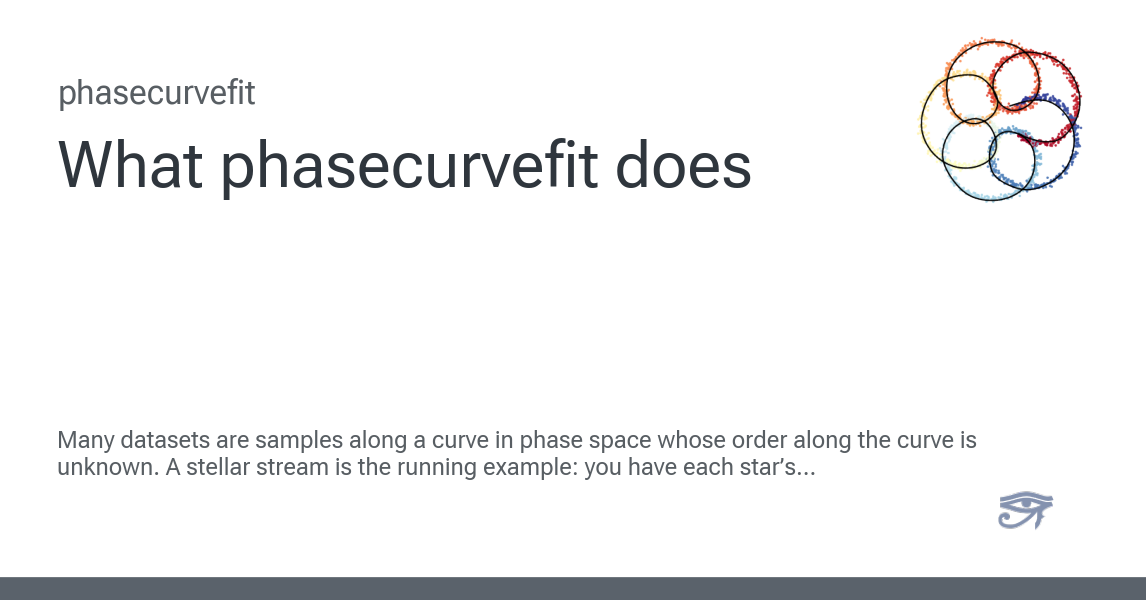 phasecurvefit
What phasecurvefit does
Many datasets are samples along a curve in phase space whose order along the curve is
unknown. A stellar stream is the running example: you have each star’s...